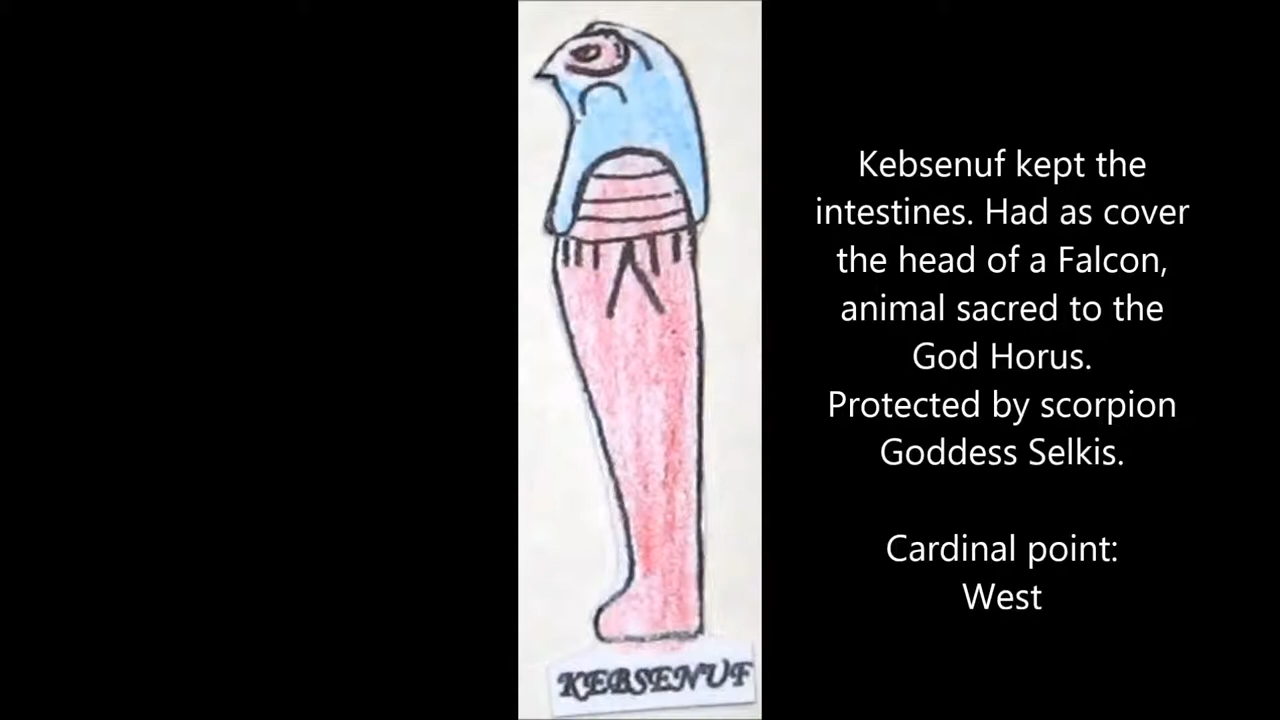 Kebsenuf kept the
intestines. Had as cover
the head of a Falcon,
animal sacred to the
God Horus.
Protected by scorpion
Goddess Selkis.
Cardinal point:
West
KEBSENUF